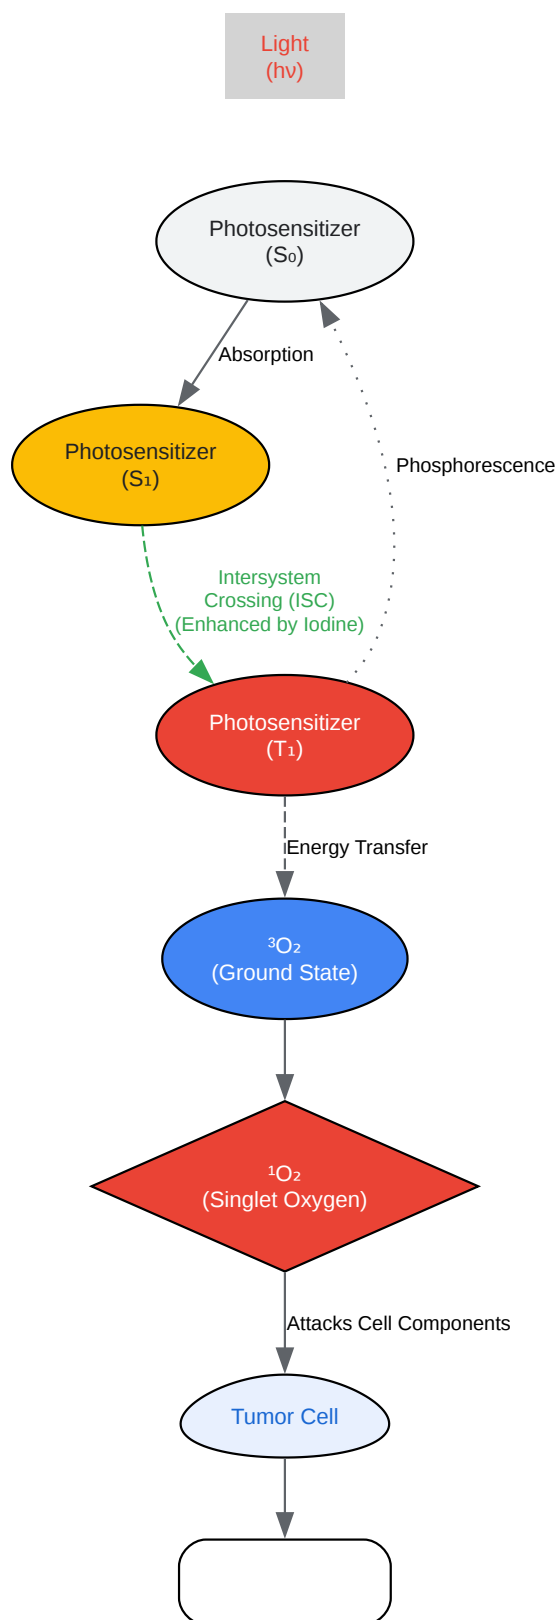 Light
(hν)
Photosensitizer
(S₀)
Absorption
Photosensitizer
(S₁)
Phosphorescence
Intersystem
Crossing (ISC)
(Enhanced by Iodine)
Photosensitizer
(T₁)
Energy Transfer
³O₂
(Ground State)
¹O₂
(Singlet Oxygen)
Attacks Cell Components
Tumor Cell